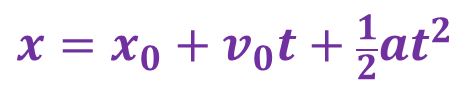 x = x₀ + v₀t + ½at²